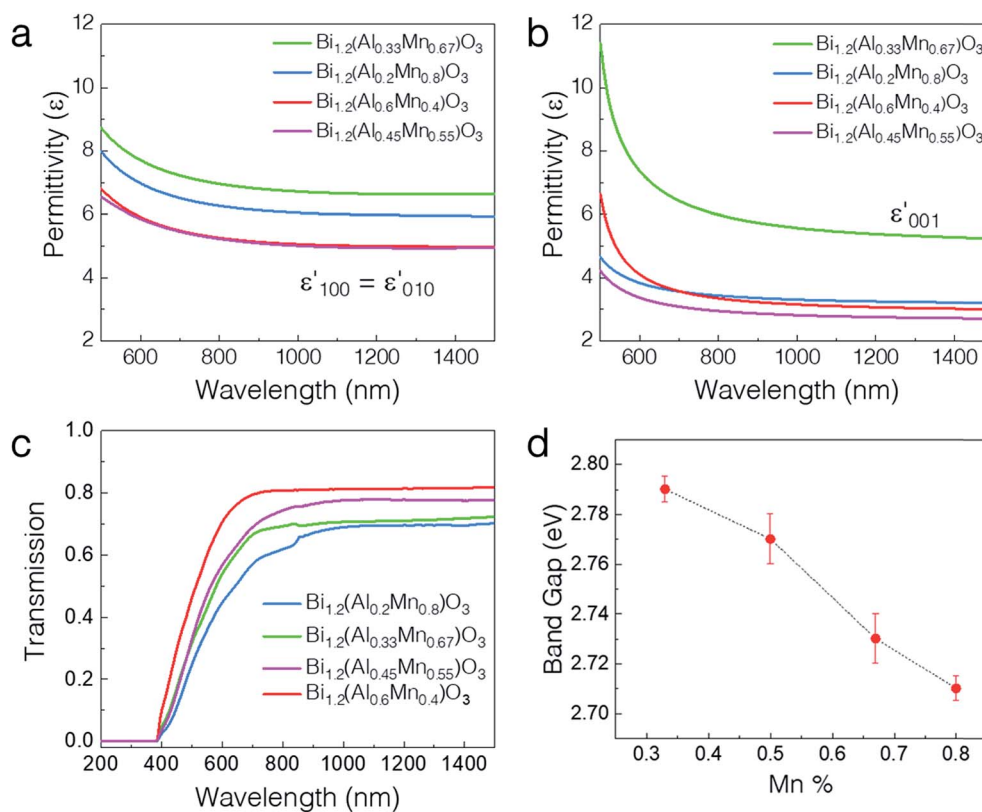 a
12
10
8
6
4
2
Permittivity (ε)
Bi1.2(Al0.33Mn0.67)O3
Bi1.2(Al0.2Mn0.8)O3
Bi1.2(Al0.6Mn0.4)O3
Bi1.2(Al0.45Mn0.55)O3
ε'100 = ε'010
600 800 1000 1200 1400
Wavelength (nm)
b
12
10
8
6
4
2
Permittivity (ε)
Bi1.2(Al0.33Mn0.67)O3
Bi1.2(Al0.2Mn0.8)O3
Bi1.2(Al0.6Mn0.4)O3
Bi1.2(Al0.45Mn0.55)O3
ε'001
600 800 1000 1200 1400
Wavelength (nm)
c
1.0
0.8
0.6
0.4
0.2
0.0
Transmission
Bi1.2(Al0.2Mn0.8)O3
Bi1.2(Al0.33Mn0.67)O3
Bi1.2(Al0.45Mn0.55)O3
Bi1.2(Al0.6Mn0.4)O3
200 400 600 800 1000 1200 1400
Wavelength (nm)
d
2.80
2.78
2.76
2.73
2.72
2.70
Band Gap (eV)
0.3 0.4 0.5 0.6 0.7 0.8
Mn %